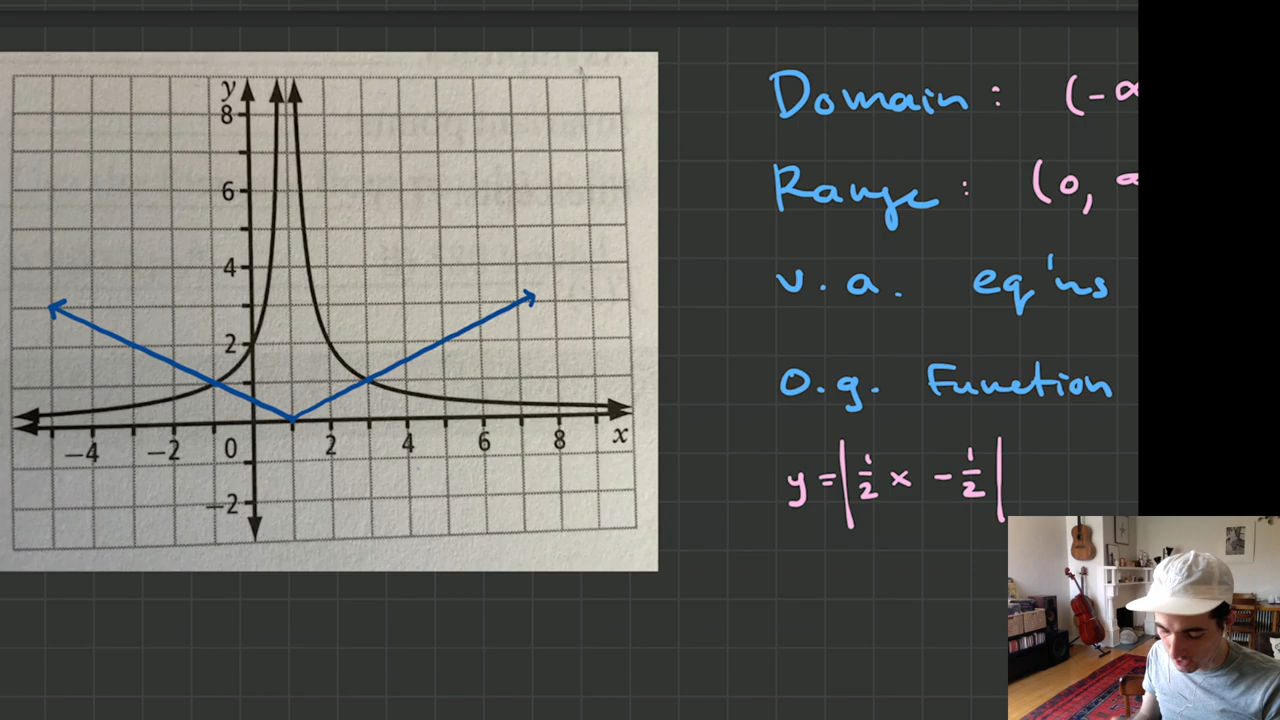 y
8
6
4
2
-4 -2 0 2 4 6 8 x
-2
Domain : (-∞
Range : (0, ∞
v.a. eq'ns
o.g. Function
y=|½x -½|